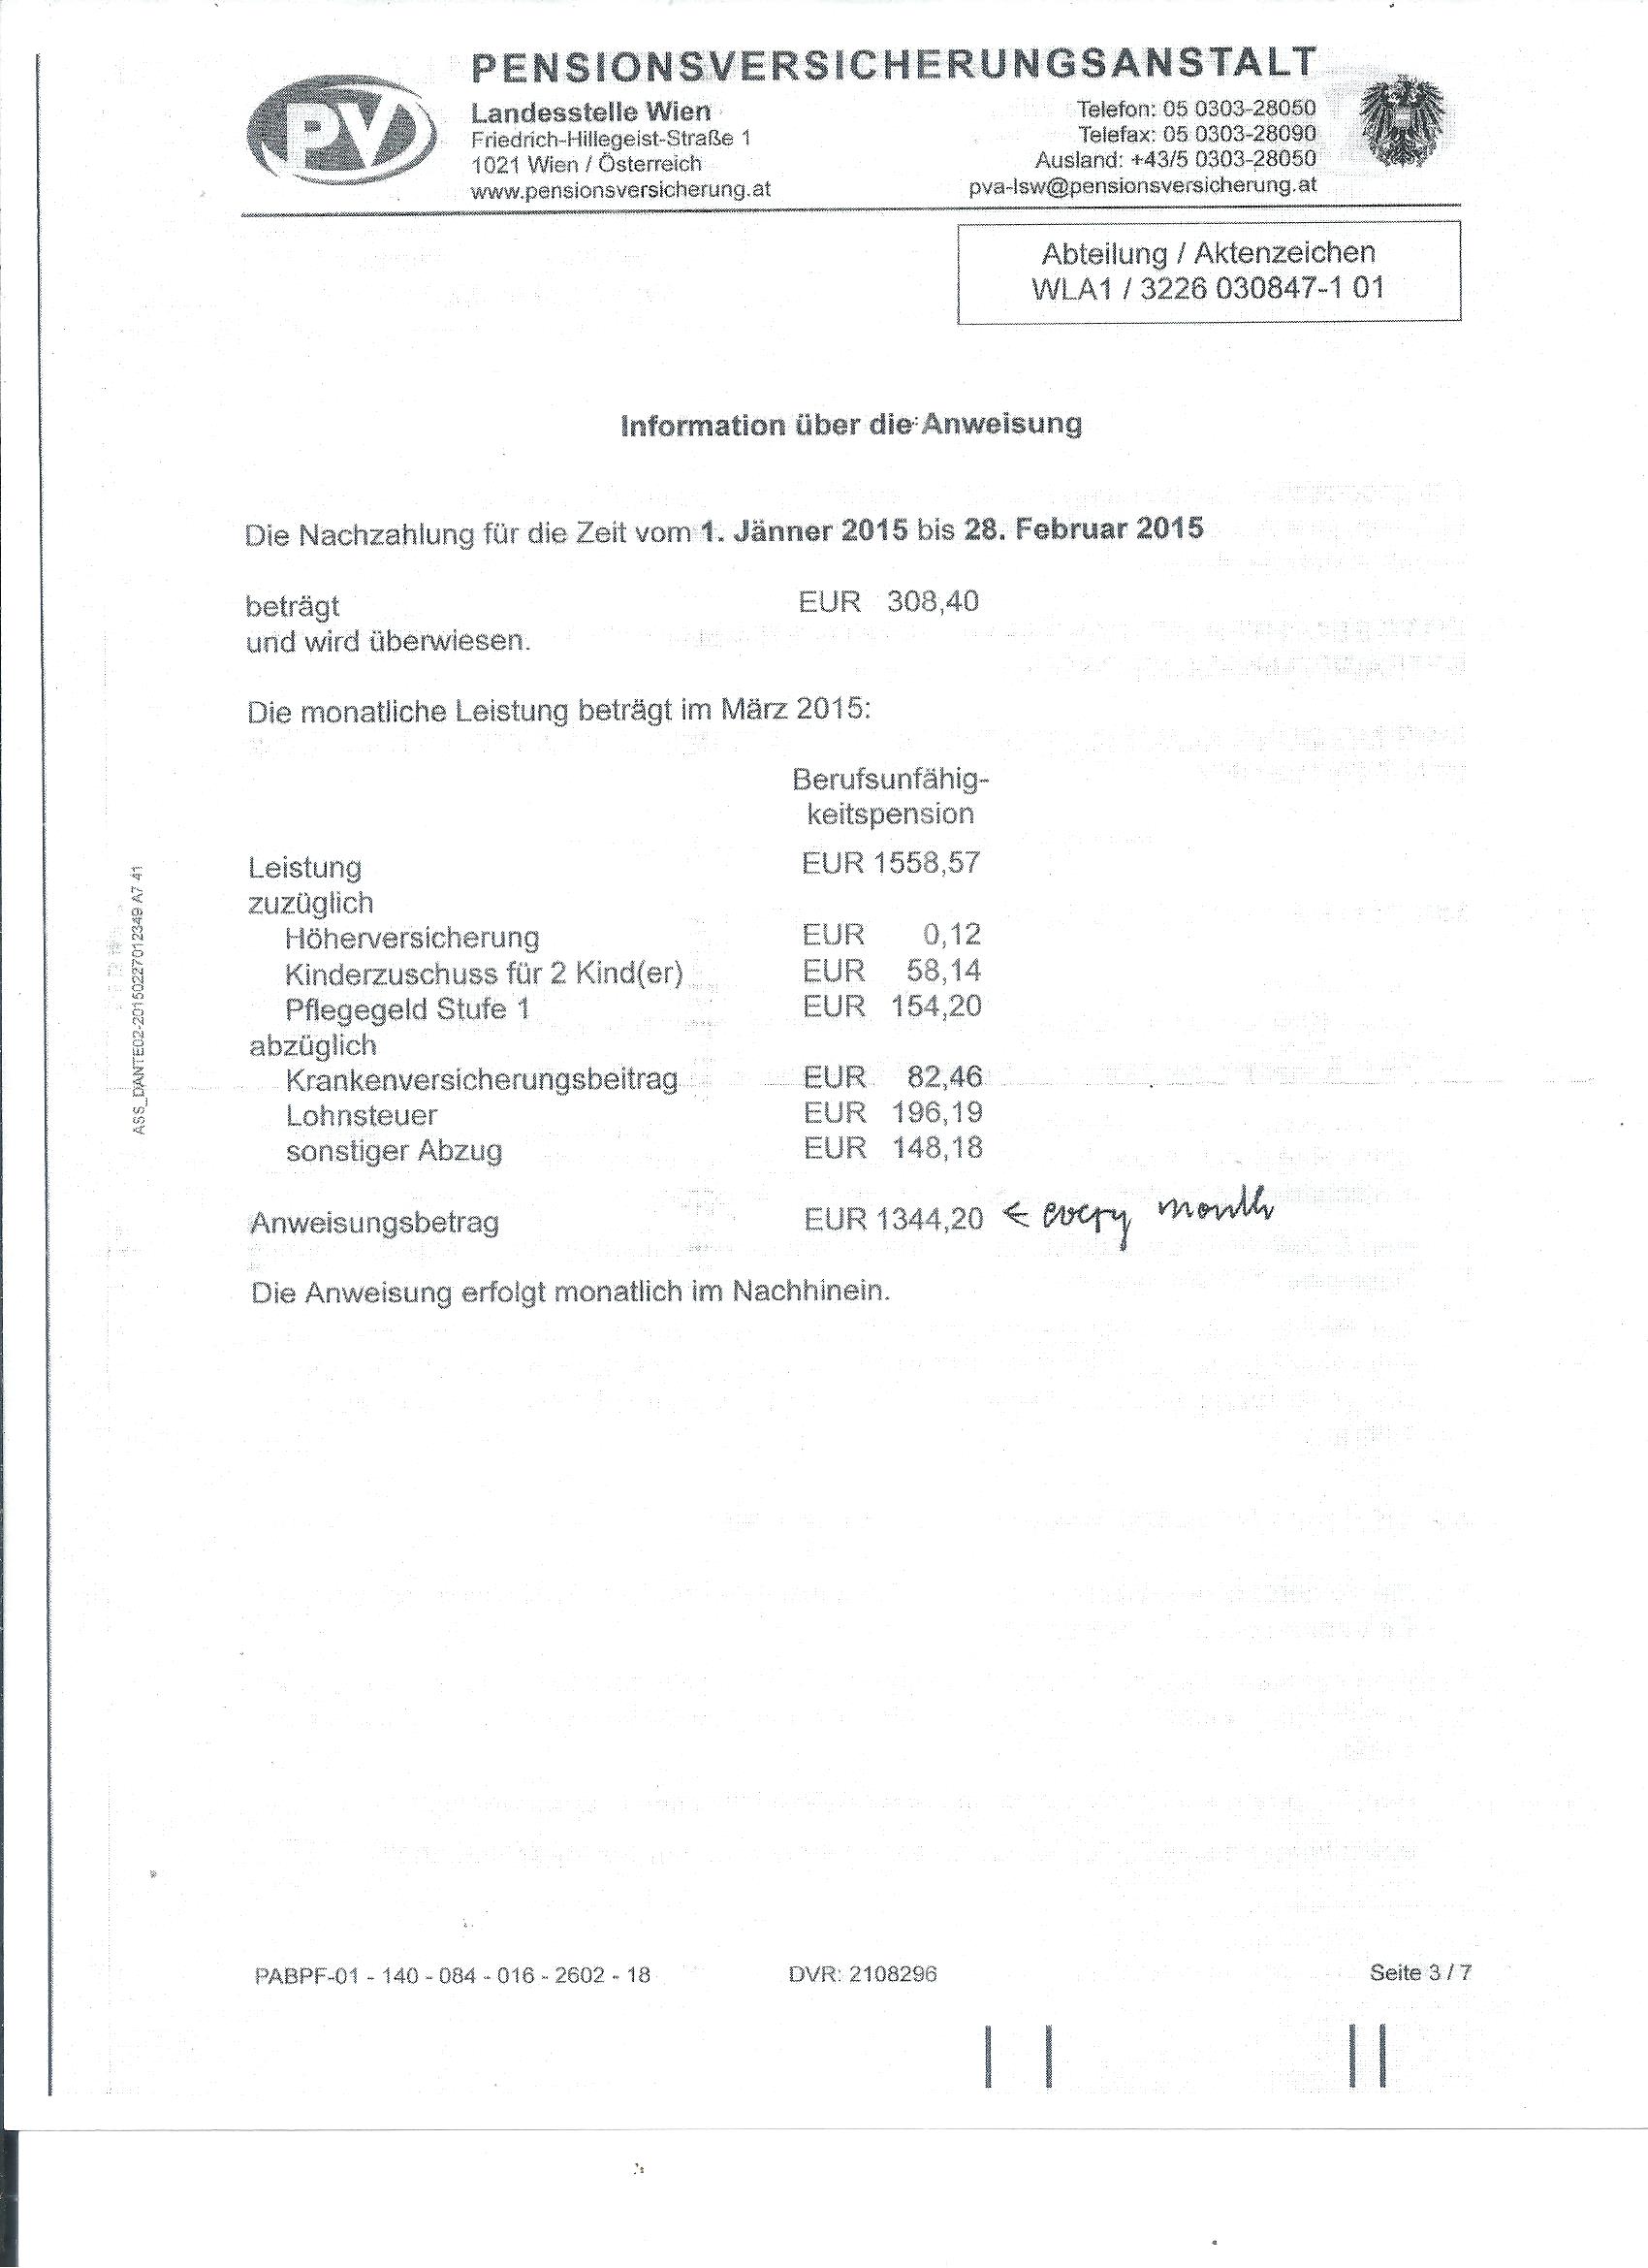 PENSIONSVERSICHERUNGSANSTALT
PV
Landesstelle Wien
Friedrich-Hillegeist-Straße 1
1021 Wien / Österreich
www.pensionsversicherung.at
Telefon: 05 0303-28050
Telefax: 05 0303-28090
Ausland: +43/5 0303-28050
pva-lsw@pensionsversicherung.at
Abteilung / Aktenzeichen
WLA1 / 3226 030847-1 01
Information über die Anweisung
Die Nachzahlung für die Zeit vom 1. Jänner 2015 bis 28. Februar 2015
beträgt EUR 308,40
und wird überwiesen.
Die monatliche Leistung beträgt im März 2015:
Berufsunfähig-
keitspension
Leistung EUR 1558,57
zuzüglich
Höherversicherung EUR 0,12
Kinderzuschuss für 2 Kind(er) EUR 58,14
Pflegegeld Stufe 1 EUR 154,20
abzüglich
Krankenversicherungsbeitrag EUR 82,46
Lohnsteuer EUR 196,19
sonstiger Abzug EUR 148,18
Anweisungsbetrag EUR 1344,20 ← every month
Die Anweisung erfolgt monatlich im Nachhinein.
ASS_DANTE02-20150227012349 A7 41
PABPF-01 - 140 - 084 - 016 - 2602 - 18 DVR: 2108296 Seite 3 / 7